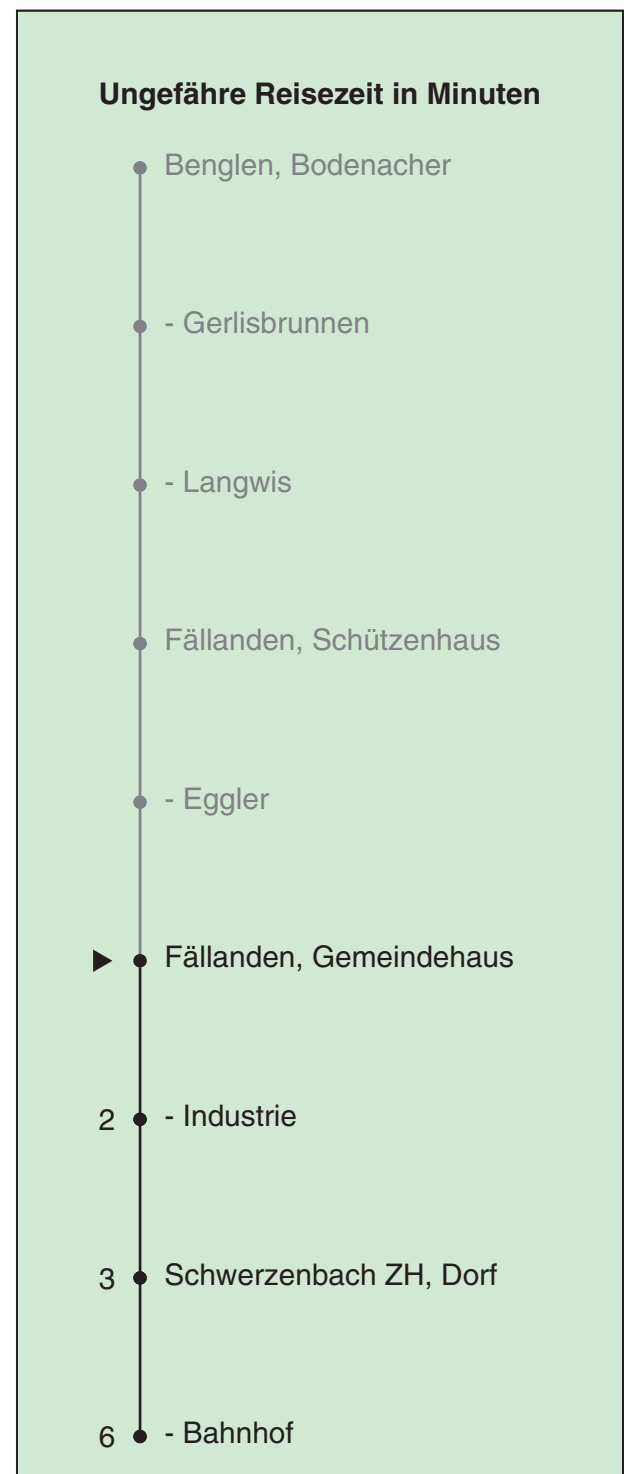 Ungefähre Reisezeit in Minuten
Benglen, Bodenacher
- Gerlisbrunnen
- Langwis
Fällanden, Schützenhaus
- Eggler
Fällanden, Gemeindehaus
2 - Industrie
3 Schwerzenbach ZH, Dorf
6 - Bahnhof